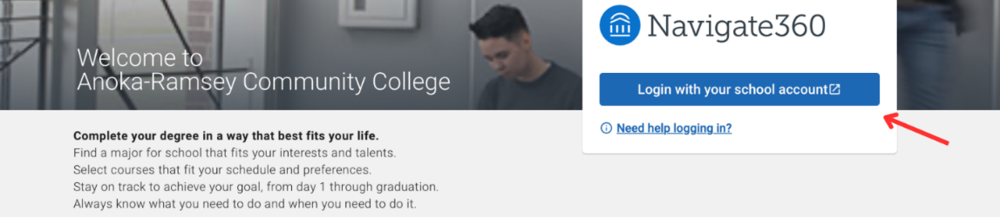 Welcome to
Anoka-Ramsey Community College
Navigate360
Login with your school account
Need help logging in?
Complete your degree in a way that best fits your life.
Find a major for school that fits your interests and talents.
Select courses that fit your schedule and preferences.
Stay on track to achieve your goal, from day 1 through graduation.
Always know what you need to do and when you need to do it.